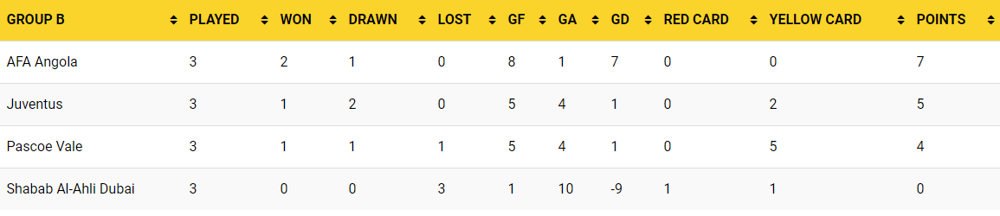 GROUP B PLAYED WON DRAWN LOST GF GA GD RED CARD YELLOW CARD POINTS
AFA Angola 3 2 1 0 8 1 7 0 0 7
Juventus 3 1 2 0 5 4 1 0 2 5
Pascoe Vale 3 1 1 1 5 4 1 0 5 4
Shabab Al-Ahli Dubai 3 0 0 3 1 10 -9 1 1 0